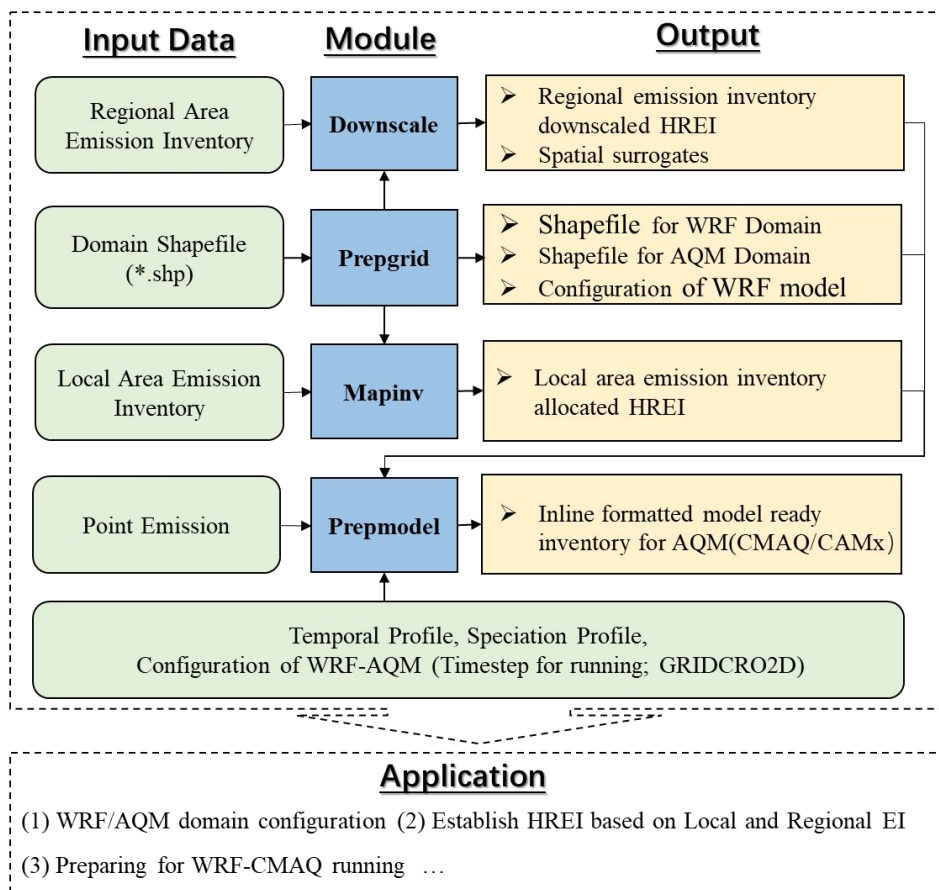 Input Data
Module
Output
Regional Area
Emission Inventory
Downscale
➢ Regional emission inventory
downscaled HREI
➢ Spatial surrogates
Domain Shapefile
(*.shp)
Prepgrid
➢ Shapefile for WRF Domain
➢ Shapefile for AQM Domain
➢ Configuration of WRF model
Local Area Emission
Inventory
Mapinv
➢ Local area emission inventory
allocated HREI
Point Emission
Prepmodel
➢ Inline formatted model ready
inventory for AQM(CMAQ/CAMx)
Temporal Profile, Speciation Profile,
Configuration of WRF-AQM (Timestep for running; GRIDCRO2D)
Application
(1) WRF/AQM domain configuration (2) Establish HREI based on Local and Regional EI
(3) Preparing for WRF-CMAQ running …